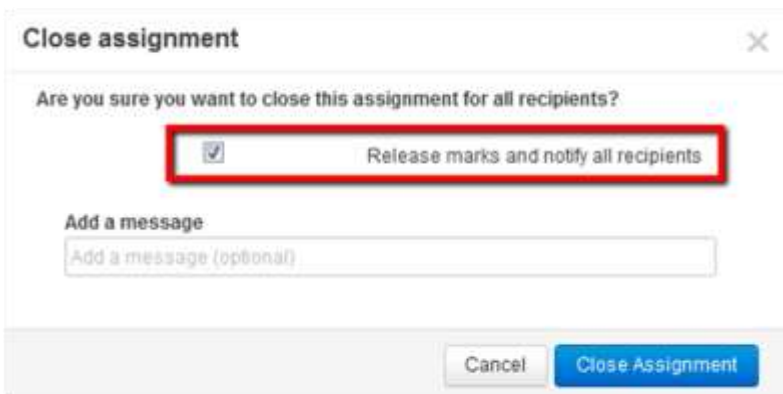 Close assignment
Are you sure you want to close this assignment for all recipients?
Release marks and notify all recipients
Add a message
Add a message (optional)
Cancel
Close Assignment